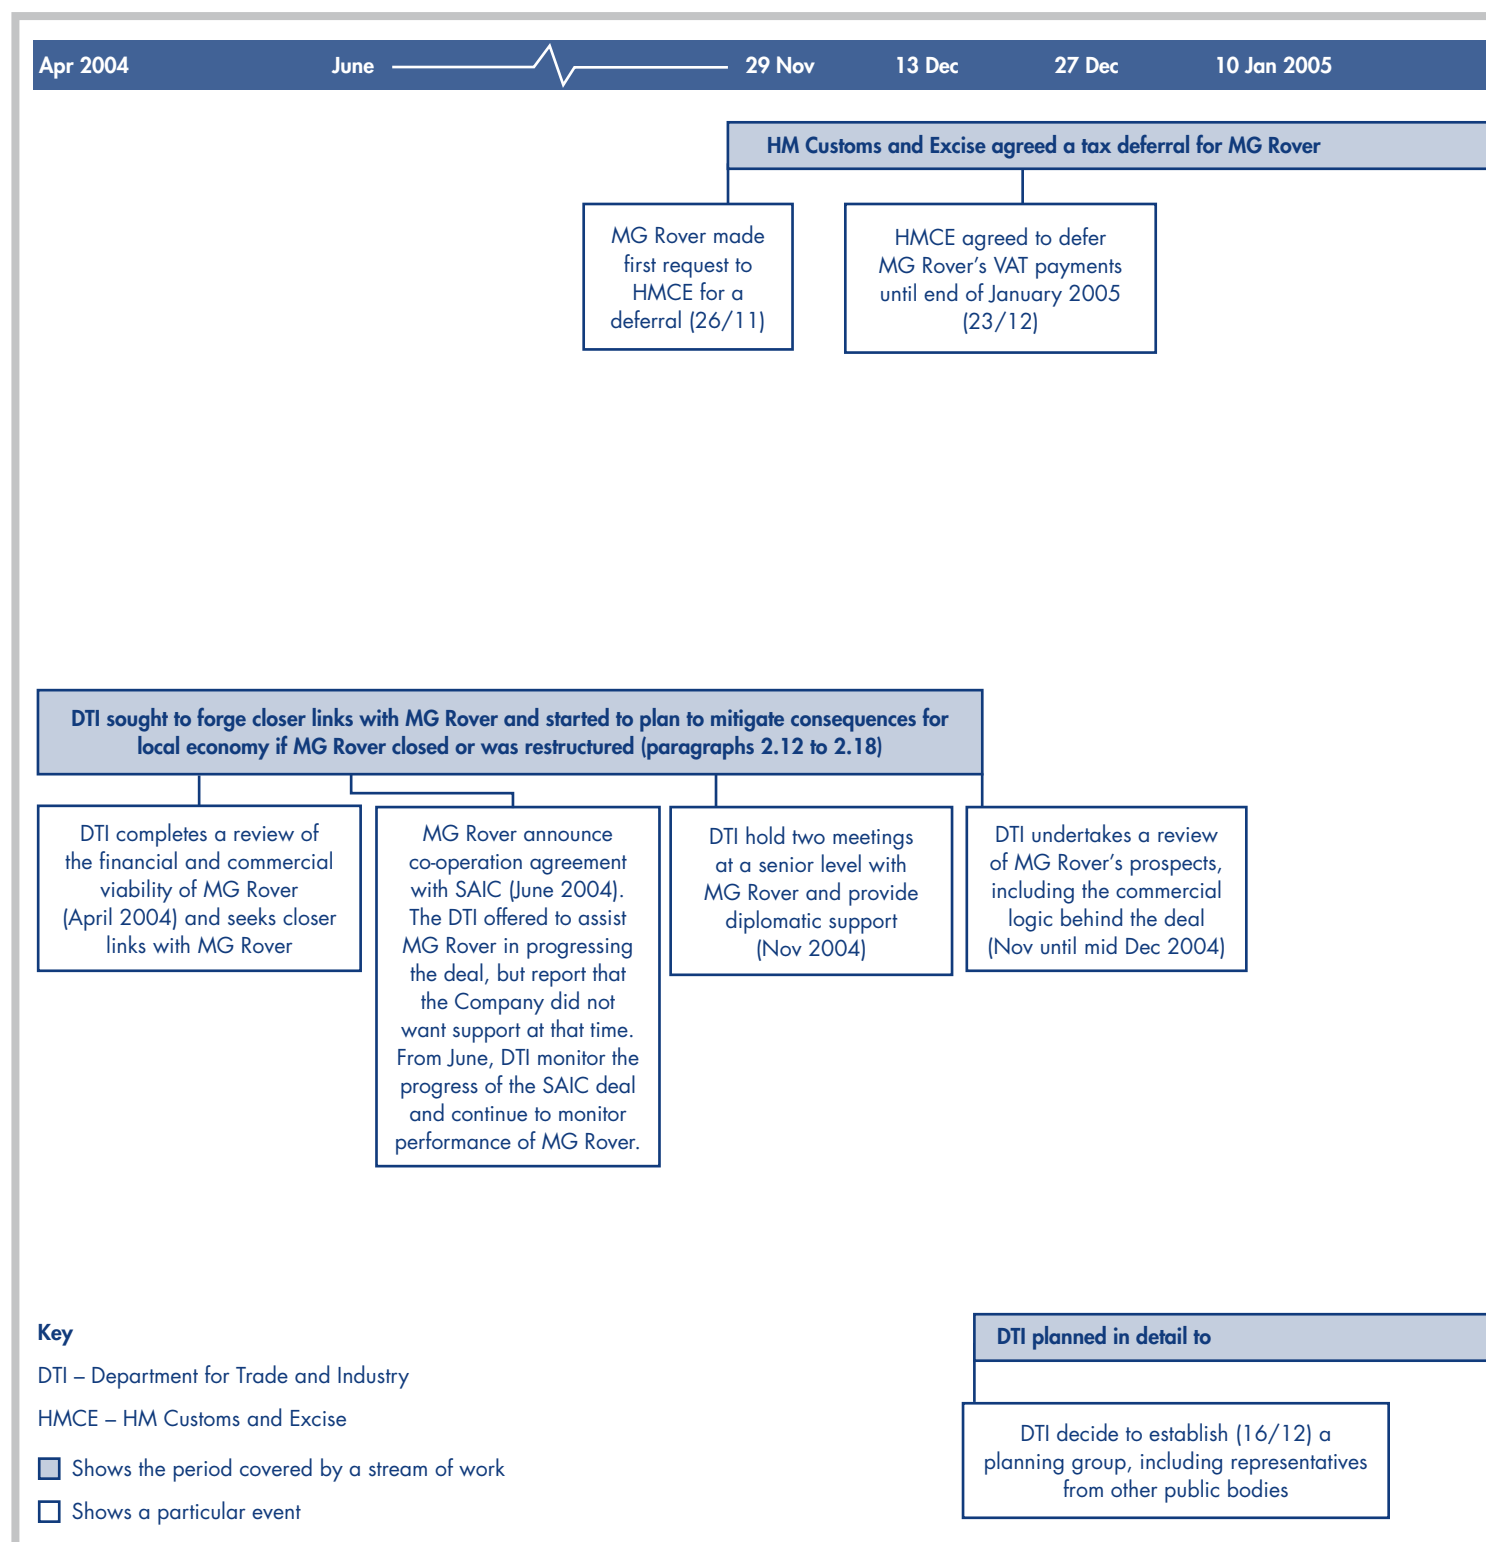 Apr 2004 June 29 Nov 13 Dec 27 Dec 10 Jan 2005
HM Customs and Excise agreed a tax deferral for MG Rover
MG Rover made
first request to
HMCE for a
deferral (26/11)
HMCE agreed to defer
MG Rover’s VAT payments
until end of January 2005
(23/12)
DTI sought to forge closer links with MG Rover and started to plan to mitigate consequences for
local economy if MG Rover closed or was restructured (paragraphs 2.12 to 2.18)
DTI completes a review of
the financial and commercial
viability of MG Rover
(April 2004) and seeks closer
links with MG Rover
MG Rover announce
co-operation agreement
with SAIC (June 2004).
The DTI offered to assist
MG Rover in progressing
the deal, but report that
the Company did not
want support at that time.
From June, DTI monitor the
progress of the SAIC deal
and continue to monitor
performance of MG Rover.
DTI hold two meetings
at a senior level with
MG Rover and provide
diplomatic support
(Nov 2004)
DTI undertakes a review
of MG Rover’s prospects,
including the commercial
logic behind the deal
(Nov until mid Dec 2004)
Key
DTI – Department for Trade and Industry
HMCE – HM Customs and Excise
Shows the period covered by a stream of work
Shows a particular event
DTI planned in detail to
DTI decide to establish (16/12) a
planning group, including representatives
from other public bodies